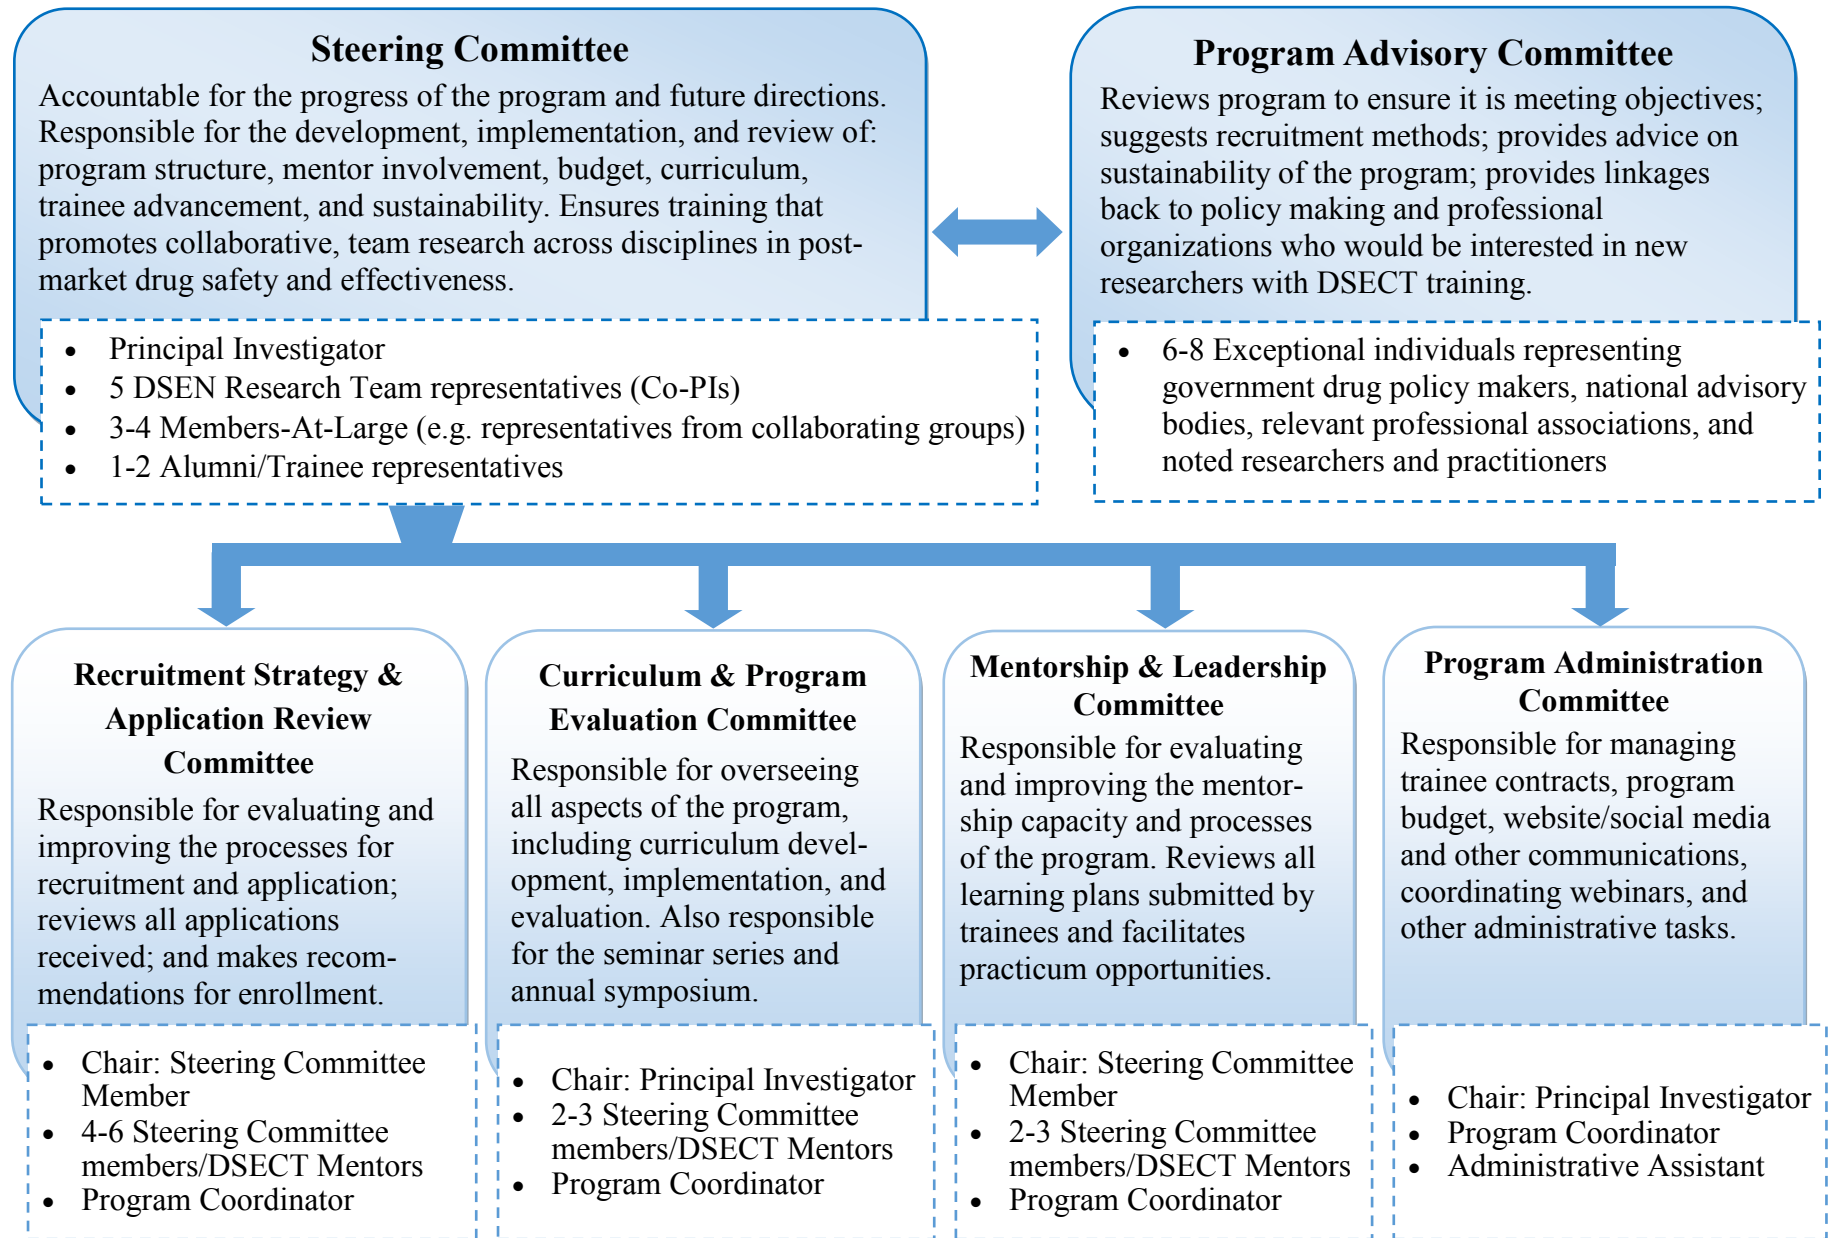 Steering Committee
Accountable for the progress of the program and future directions.
Responsible for the development, implementation, and review of:
program structure, mentor involvement, budget, curriculum,
trainee advancement, and sustainability. Ensures training that
promotes collaborative, team research across disciplines in post-
market drug safety and effectiveness.
• Principal Investigator
• 5 DSEN Research Team representatives (Co-PIs)
• 3-4 Members-At-Large (e.g. representatives from collaborating groups)
• 1-2 Alumni/Trainee representatives
Program Advisory Committee
Reviews program to ensure it is meeting objectives;
suggests recruitment methods; provides advice on
sustainability of the program; provides linkages
back to policy making and professional
organizations who would be interested in new
researchers with DSECT training.
• 6-8 Exceptional individuals representing
government drug policy makers, national advisory
bodies, relevant professional associations, and
noted researchers and practitioners
Recruitment Strategy &
Application Review
Committee
Responsible for evaluating and
improving the processes for
recruitment and application;
reviews all applications
received; and makes recom-
mendations for enrollment.
• Chair: Steering Committee
Member
• 4-6 Steering Committee
members/DSECT Mentors
• Program Coordinator
Curriculum & Program
Evaluation Committee
Responsible for overseeing
all aspects of the program,
including curriculum devel-
opment, implementation, and
evaluation. Also responsible
for the seminar series and
annual symposium.
• Chair: Principal Investigator
• 2-3 Steering Committee
members/DSECT Mentors
• Program Coordinator
Mentorship & Leadership
Committee
Responsible for evaluating
and improving the mentor-
ship capacity and processes
of the program. Reviews all
learning plans submitted by
trainees and facilitates
practicum opportunities.
• Chair: Steering Committee
Member
• 2-3 Steering Committee
members/DSECT Mentors
• Program Coordinator
Program Administration
Committee
Responsible for managing
trainee contracts, program
budget, website/social media
and other communications,
coordinating webinars, and
other administrative tasks.
• Chair: Principal Investigator
• Program Coordinator
• Administrative Assistant